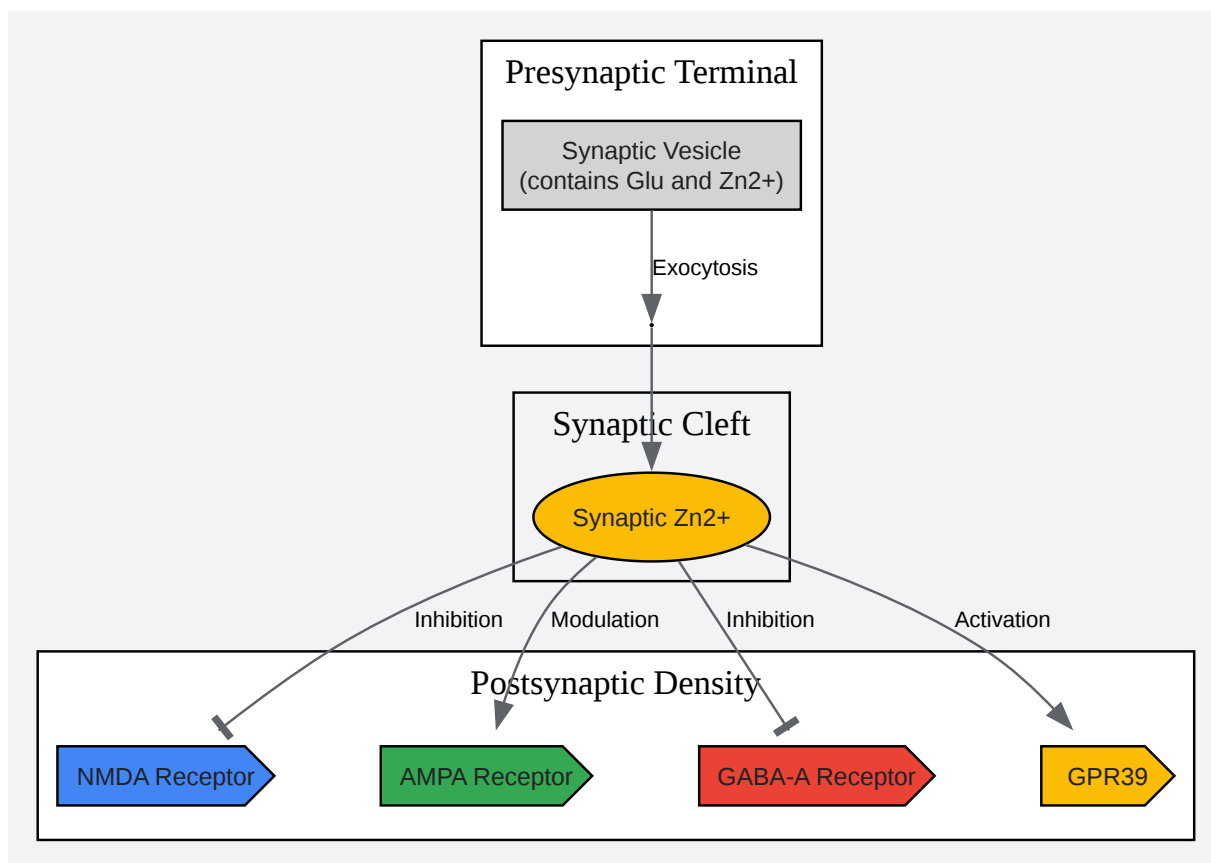 Presynaptic Terminal
Synaptic Vesicle
(contains Glu and Zn2+)
Exocytosis
Synaptic Cleft
Synaptic Zn2+
Inhibition
Modulation
Inhibition
Activation
Postsynaptic Density
NMDA Receptor
AMPA Receptor
GABA-A Receptor
GPR39